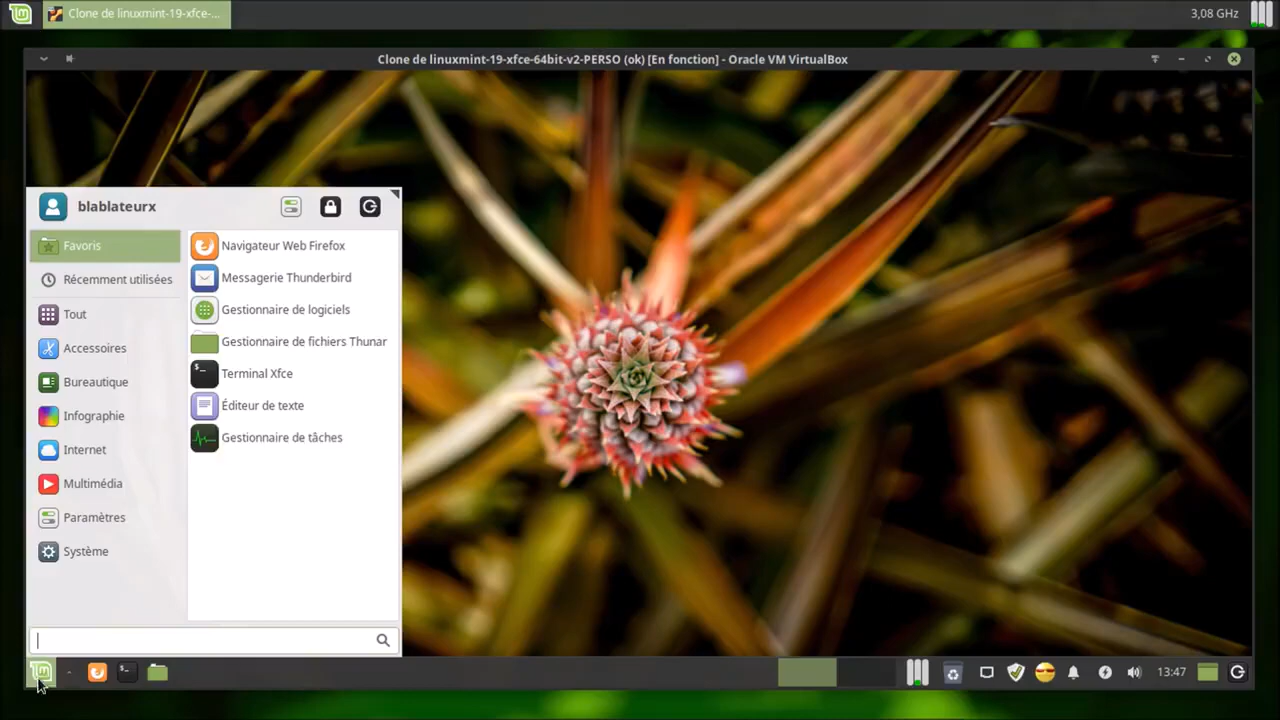 Clone de linuxmint-19-xfce-...
3,08 GHz
Clone de linuxmint-19-xfce-64bit-v2-PERSO (ok) [En fonction] - Oracle VM VirtualBox
blablateurx
Favoris
Récemment utilisées
Tout
Accessoires
Bureautique
Infographie
Internet
Multimédia
Paramètres
Système
Navigateur Web Firefox
Messagerie Thunderbird
Gestionnaire de logiciels
Gestionnaire de fichiers Thunar
Terminal Xfce
Éditeur de texte
Gestionnaire de tâches
13:47